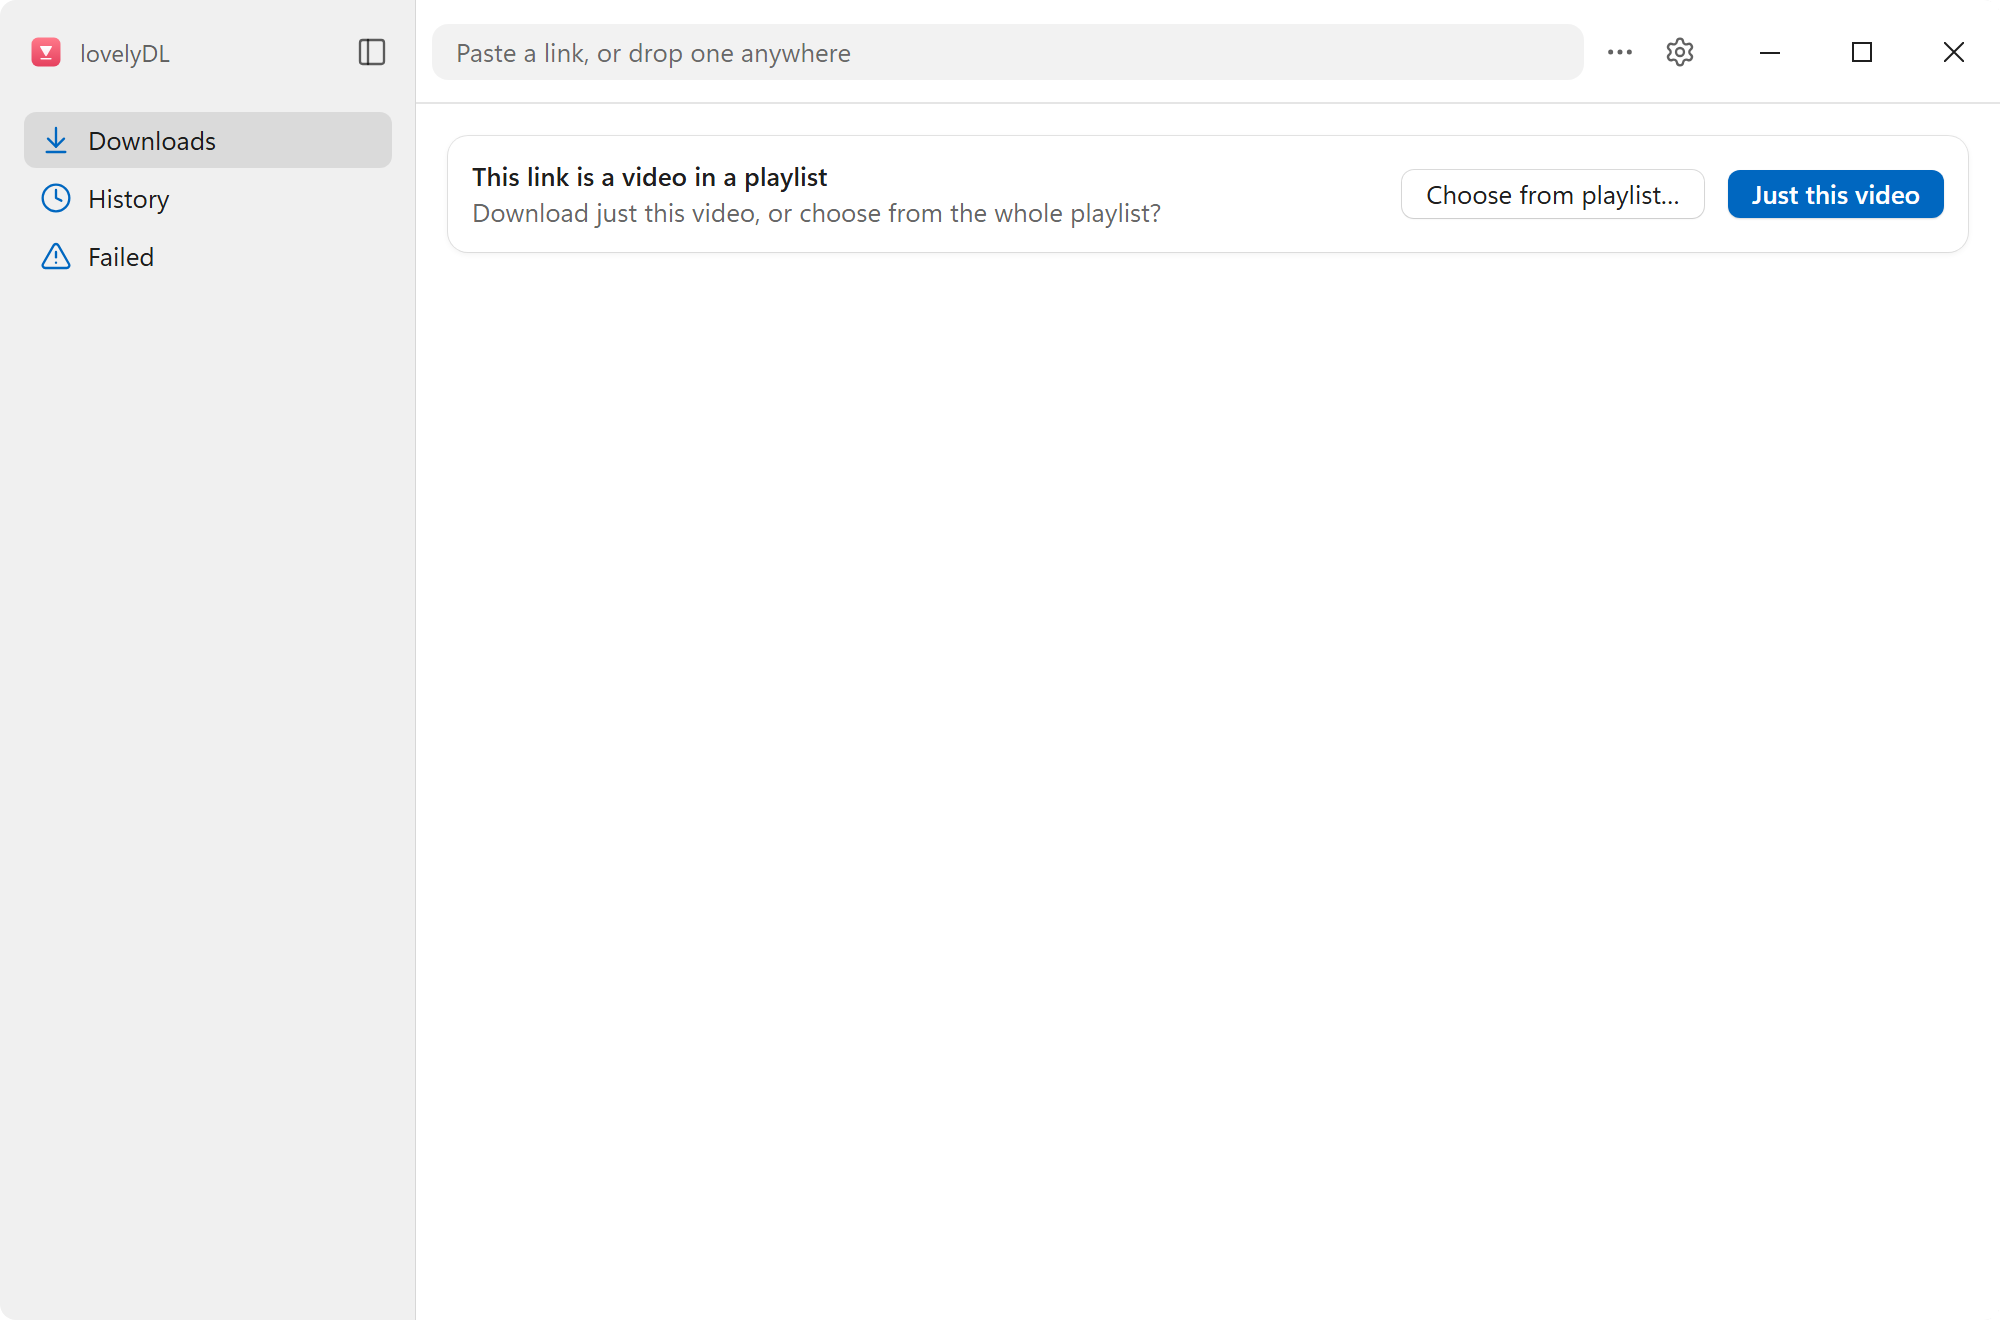 lovelyDL
Paste a link, or drop one anywhere
Downloads
History
Failed
This link is a video in a playlist
Download just this video, or choose from the whole playlist?
Choose from playlist...
Just this video